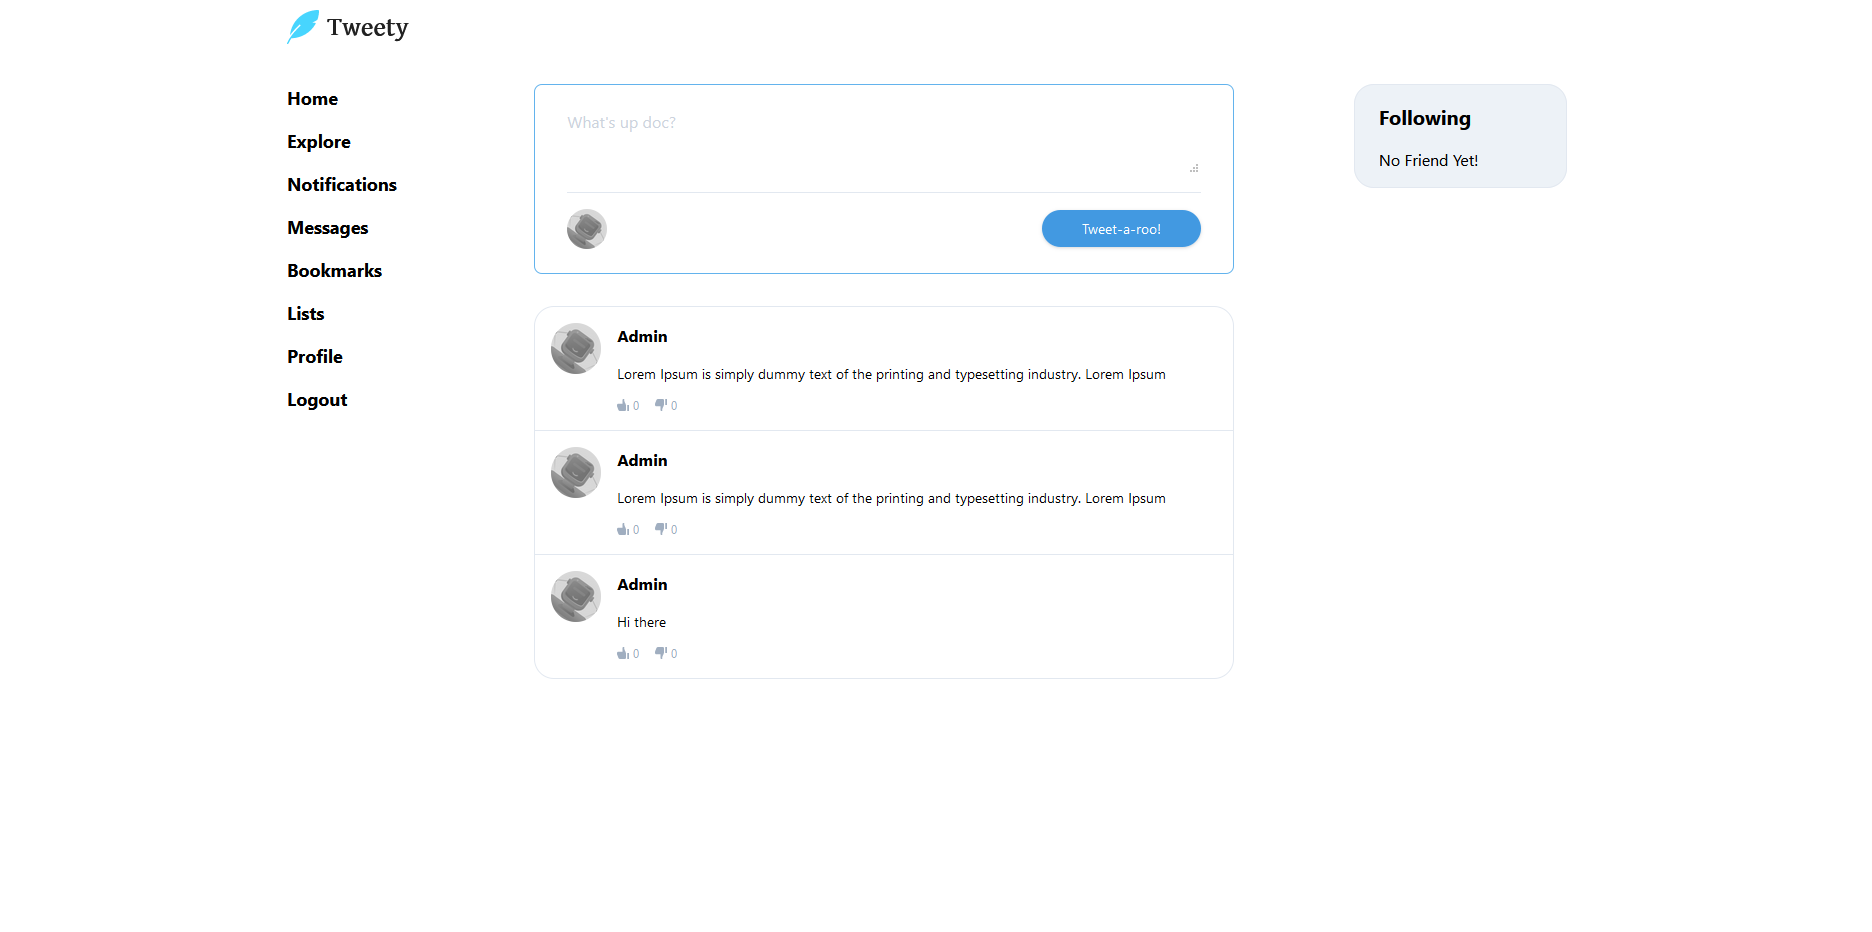 Tweety
Home
Explore
Notifications
Messages
Bookmarks
Lists
Profile
Logout
What's up doc?
Tweet-a-roo!
Admin
Lorem Ipsum is simply dummy text of the printing and typesetting industry. Lorem Ipsum
0 0
Admin
Lorem Ipsum is simply dummy text of the printing and typesetting industry. Lorem Ipsum
0 0
Admin
Hi there
0 0
Following
No Friend Yet!